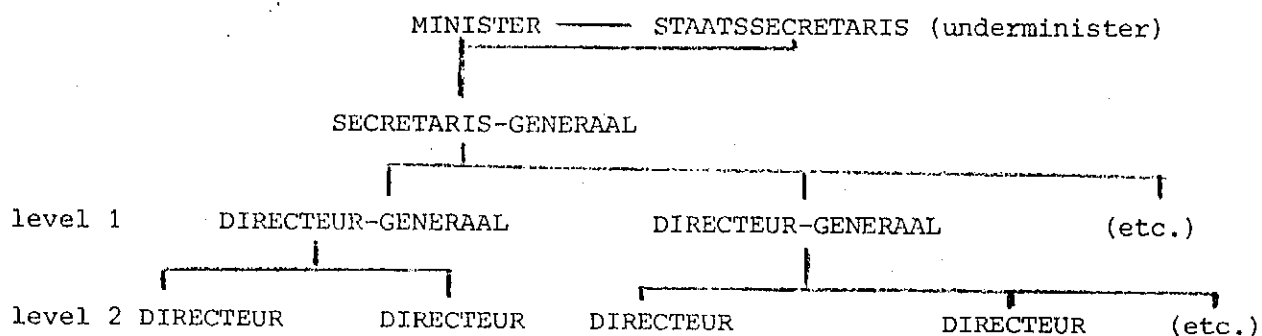 MINISTER STAATSSECRETARIS (underminister)
SECRETARIS-GENERAAL
level 1 DIRECTEUR-GENERAAL DIRECTEUR-GENERAAL (etc.)
level 2 DIRECTEUR DIRECTEUR DIRECTEUR DIRECTEUR (etc.)